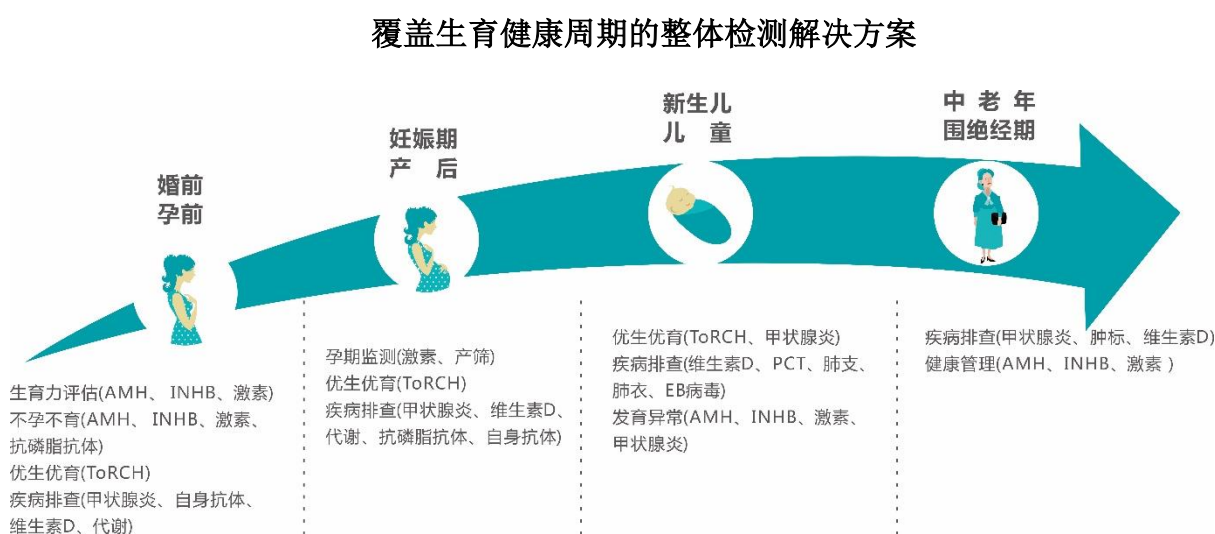 覆盖生育健康周期的整体检测解决方案
婚前
孕前
生育力评估(AMH、 INHB、激素)
不孕不育(AMH、 INHB、激素、
抗磷脂抗体)
优生优育(ToRCH)
疾病排查(甲状腺炎、自身抗体、
维生素D、代谢)
妊娠期
产 后
孕期监测(激素、产筛)
优生优育(ToRCH)
疾病排查(甲状腺炎、维生素D、
代谢、抗磷脂抗体、自身抗体)
新生儿
儿 童
优生优育(ToRCH、甲状腺炎)
疾病排查(维生素D、PCT、肺支、
肺衣、EB病毒)
发育异常(AMH、INHB、激素、
甲状腺炎)
中 老 年
围绝经期
疾病排查(甲状腺炎、肿标、维生素D)
健康管理(AMH、INHB、激素 )